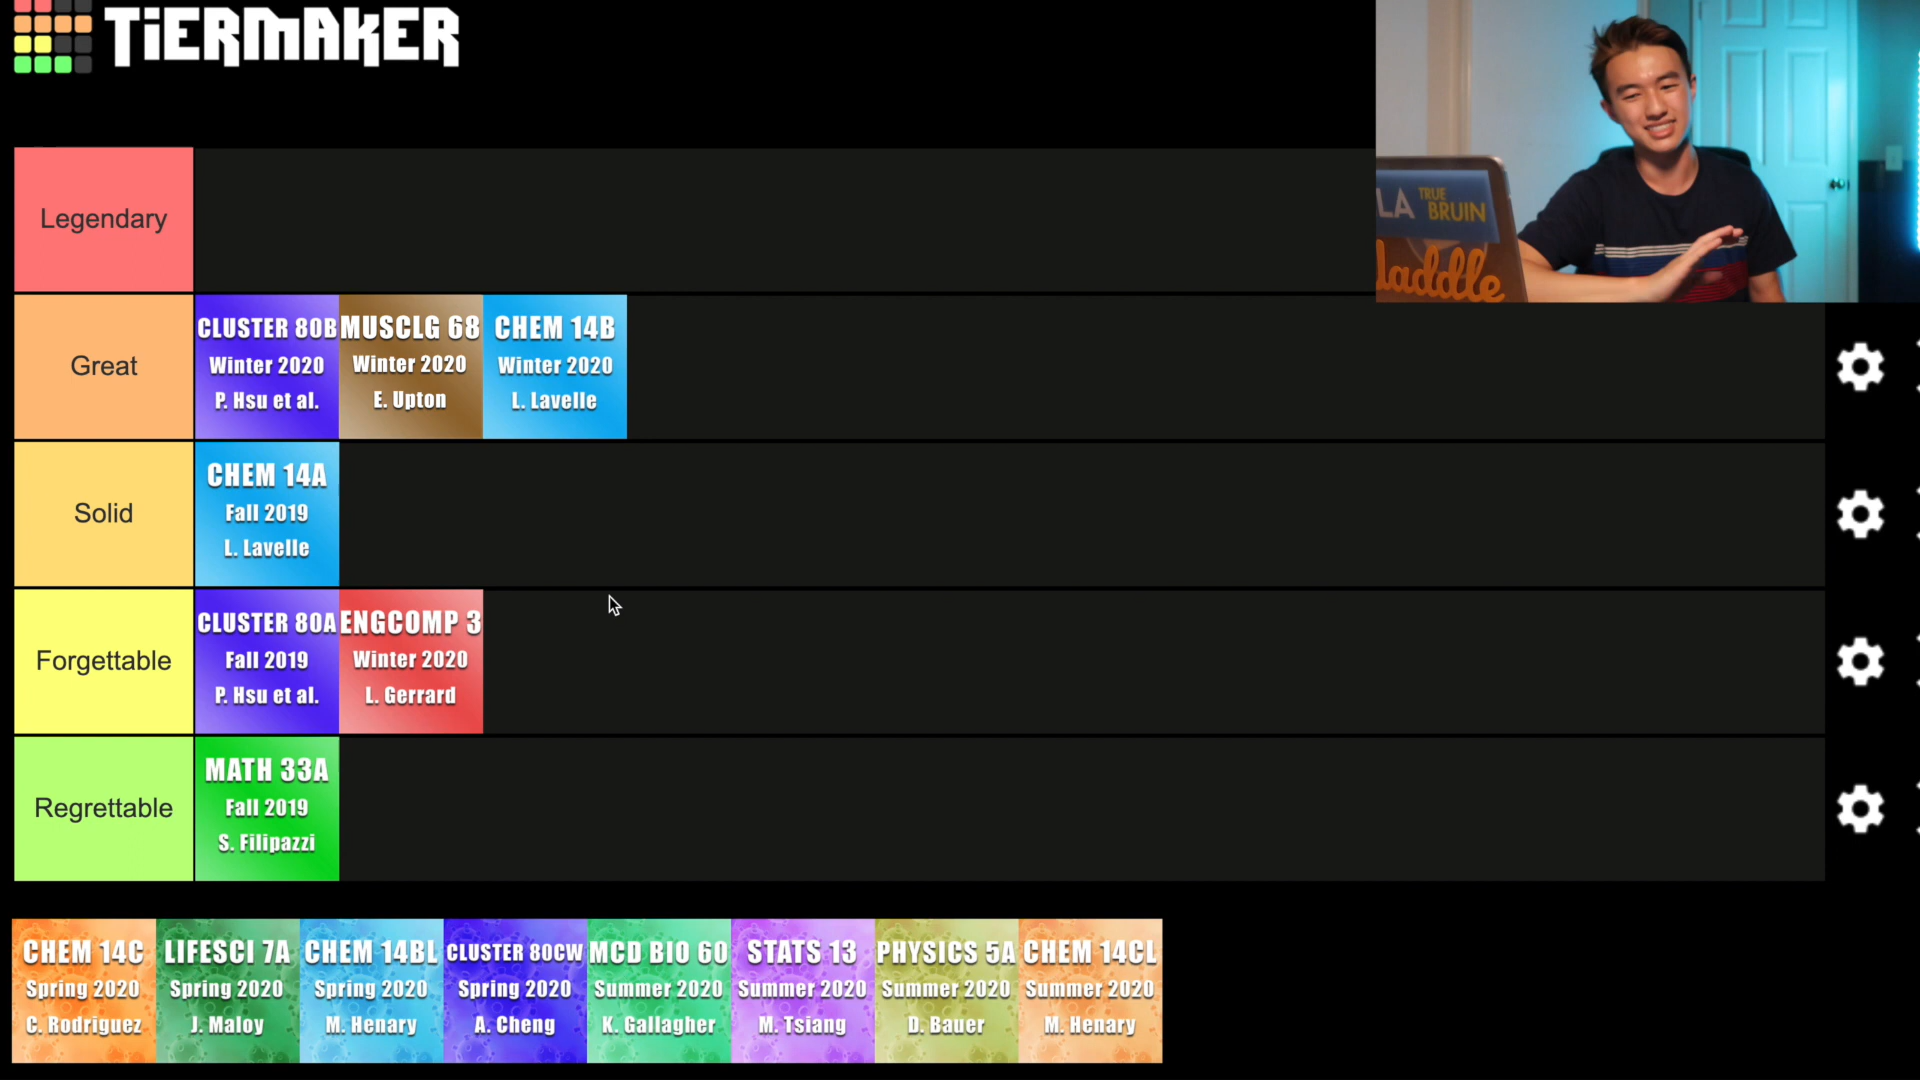 TiERMAKER
LA TRUE
BRUIN
Legendary
Great
CLUSTER 80B
Winter 2020
P. Hsu et al.
MUSCLG 68
Winter 2020
E. Upton
CHEM 14B
Winter 2020
L. Lavelle
Solid
CHEM 14A
Fall 2019
L. Lavelle
Forgettable
CLUSTER 80A
Fall 2019
P. Hsu et al.
ENGCOMP 3
Winter 2020
L. Gerrard
Regrettable
MATH 33A
Fall 2019
S. Filipazzi
CHEM 14C
Spring 2020
C. Rodriguez
LIFESCI 7A
Spring 2020
J. Maloy
CHEM 14BL
Spring 2020
M. Henary
CLUSTER 80CW
Spring 2020
A. Cheng
MCD BIO 60
Summer 2020
K. Gallagher
STATS 13
Summer 2020
M. Tsiang
PHYSICS 5A
Summer 2020
D. Bauer
CHEM 14CL
Summer 2020
M. Henary